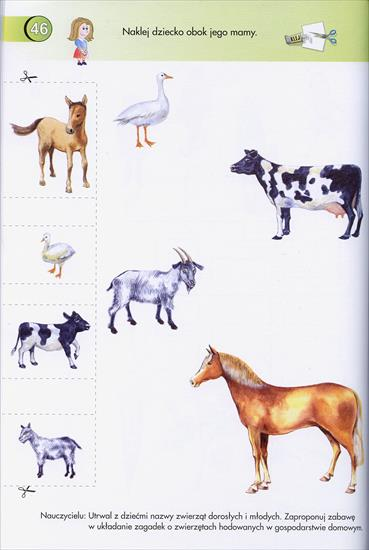 46
Naklej dziecko obok jego mamy.
Nauczycielu: Utrwal z dziećmi nazwy zwierząt dorosłych i młodych. Zaproponuj zabawę
w układanie zagadek o zwierzętach hodowanych w gospodarstwie domowym.